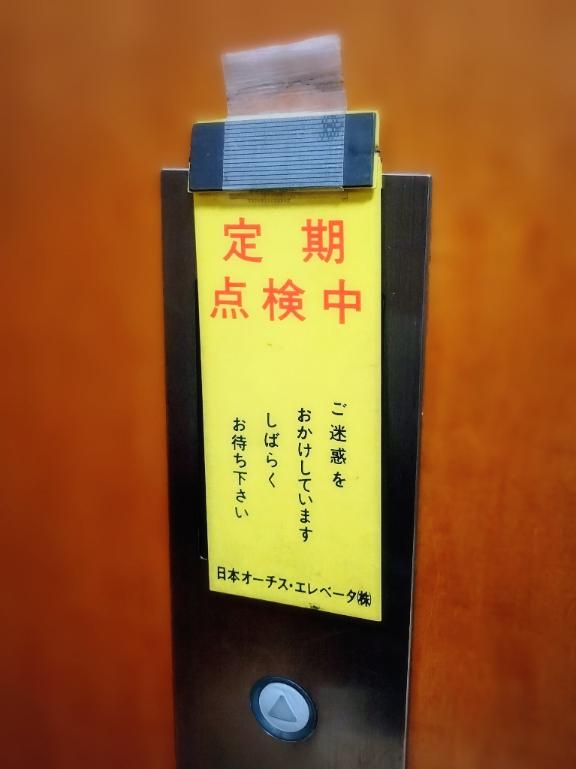 定期
点検中
ご迷惑を
おかけしています
しばらく
お待ち下さい
日本オーチス・エレベータ㈱